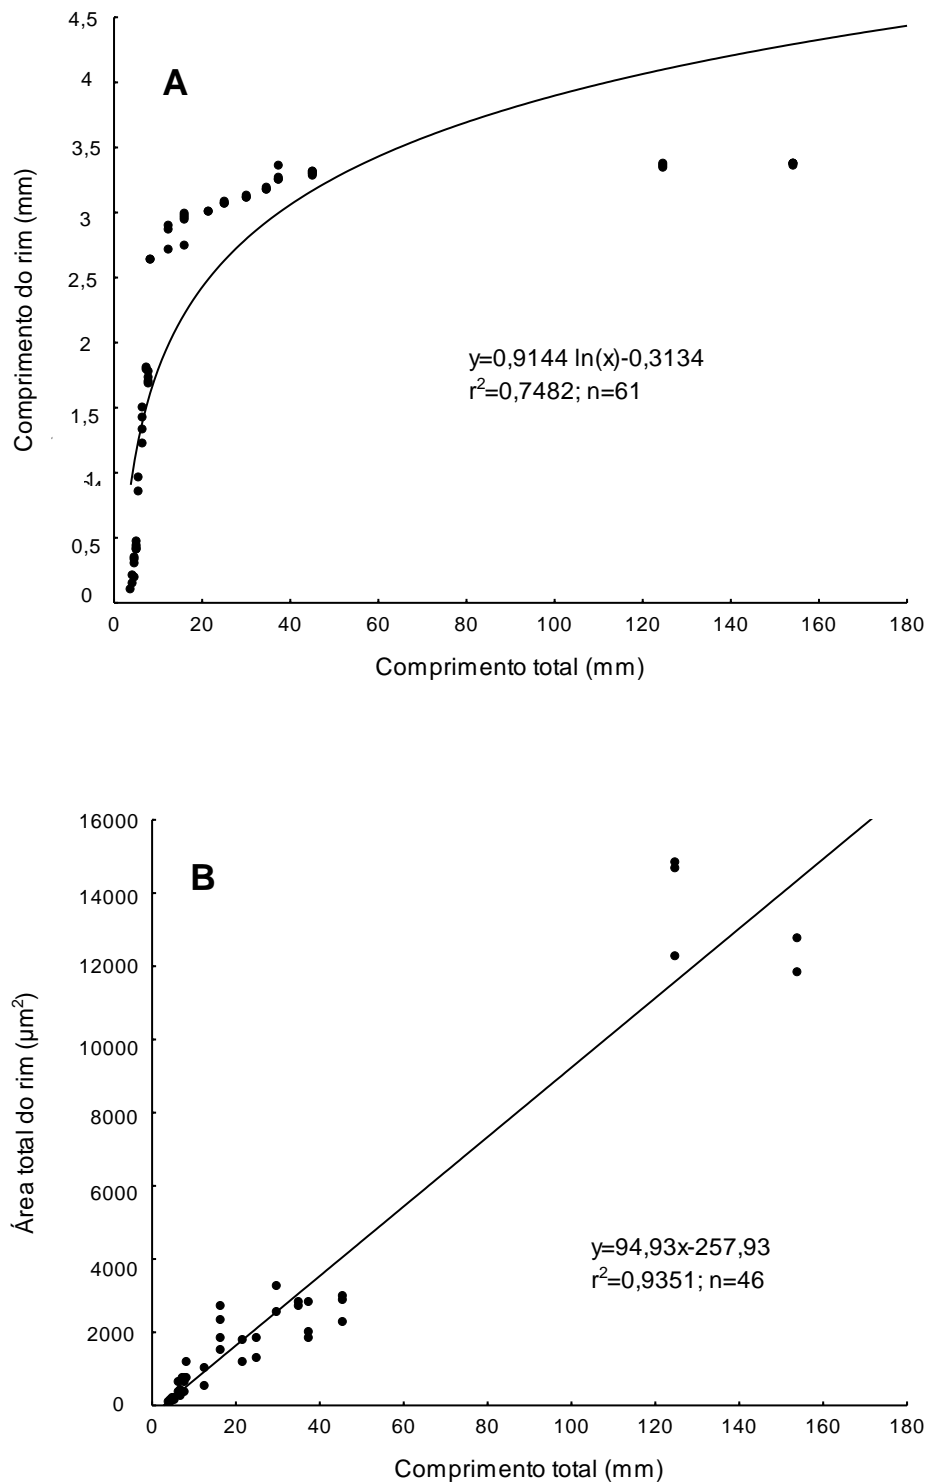 4,5
A
4
3,5
3
2,5
2
1,5
0,5
0
Comprimento do rim (mm)
y=0,9144 ln(x)-0,3134
r²=0,7482; n=61
0 20 40 60 80 100 120 140 160 180
Comprimento total (mm)
16000
B
14000
12000
10000
8000
6000
4000
2000
0
Área total do rim (µm²)
y=94,93x-257,93
r²=0,9351; n=46
0 20 40 60 80 100 120 140 160 180
Comprimento total (mm)